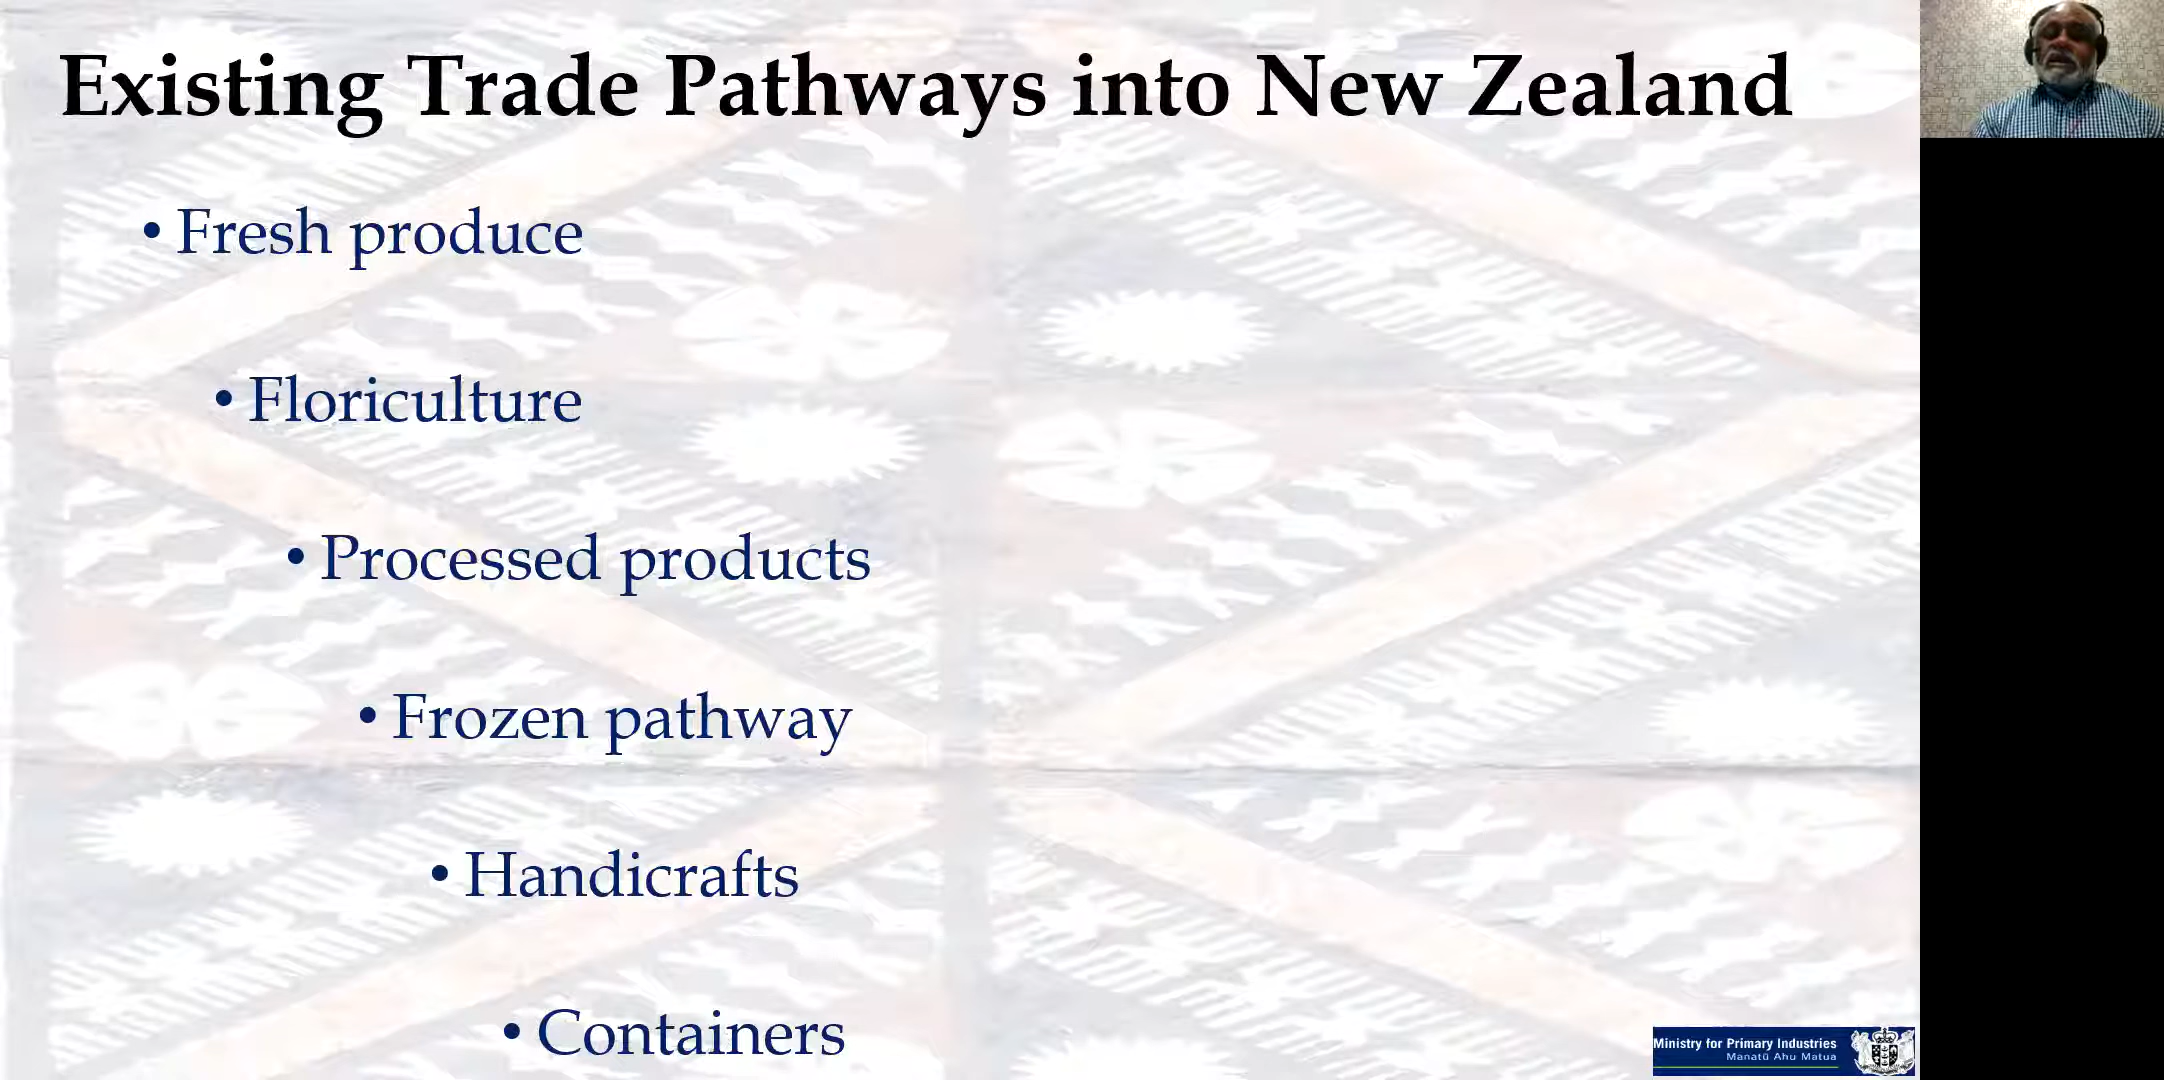 Existing Trade Pathways into New Zealand
• Fresh produce
• Floriculture
• Processed products
• Frozen pathway
• Handicrafts
• Containers
Ministry for Primary Industries
Manatū Ahu Matua